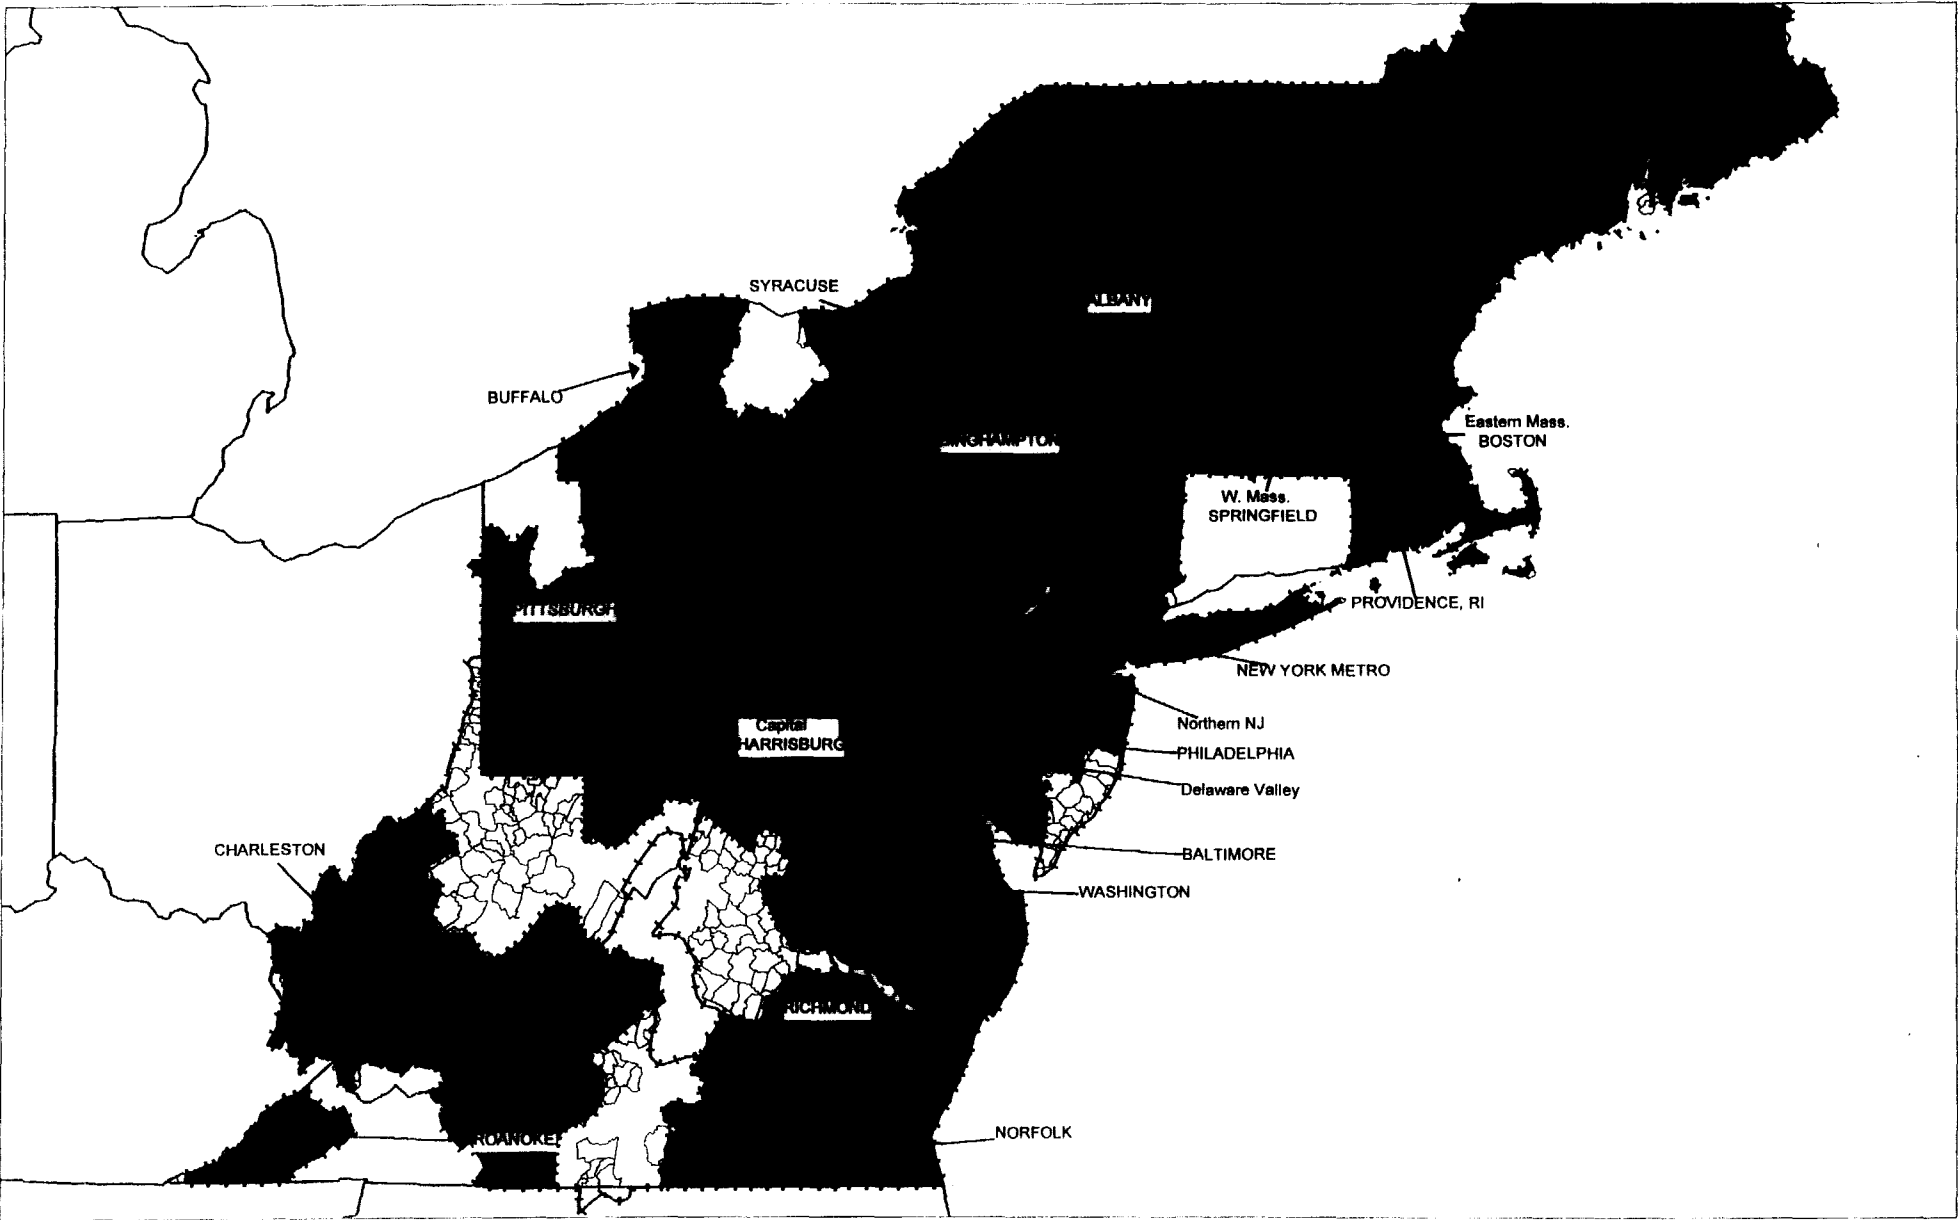 SYRACUSE
ALBANY
BUFFALO
Eastern Mass.
BOSTON
BINGHAMPTON
W. Mass.
SPRINGFIELD
PITTSBURGH
PROVIDENCE, RI
NEW YORK METRO
Capital
HARRISBURG
Northern NJ
PHILADELPHIA
Delaware Valley
CHARLESTON
BALTIMORE
WASHINGTON
RICHMOND
ROANOKE
NORFOLK